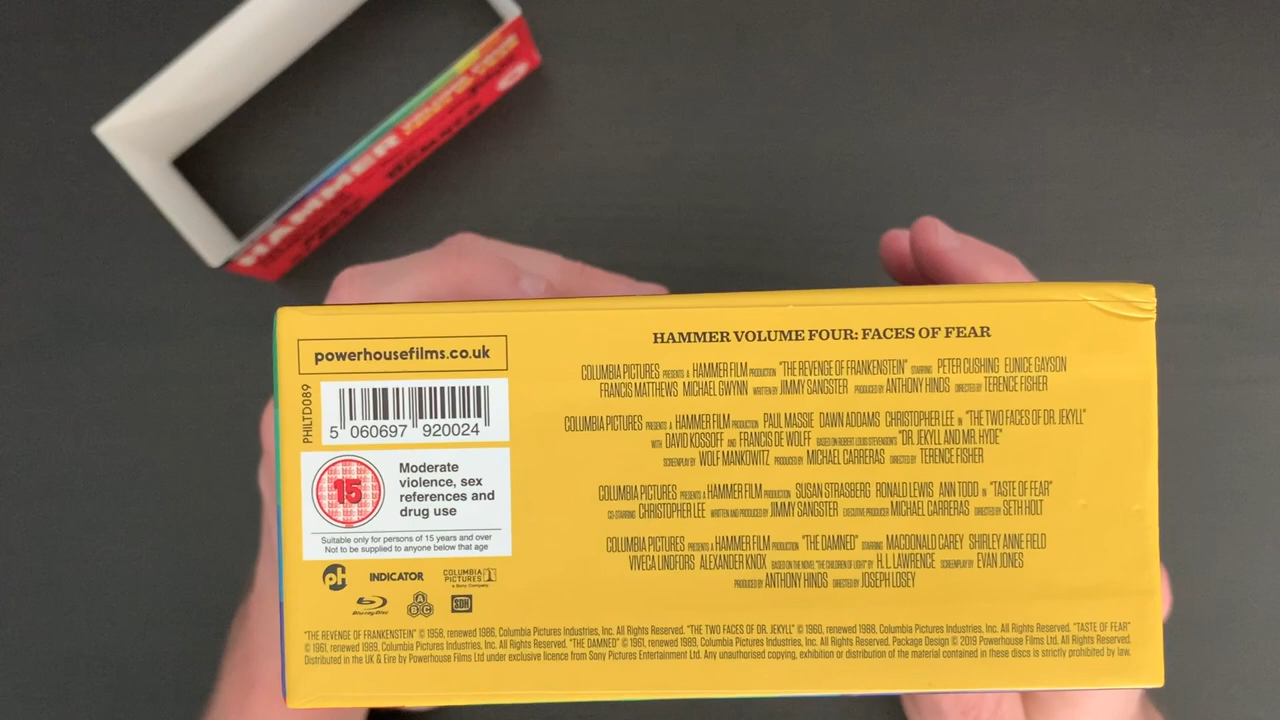 HAMMER
powerhousefilms.co.uk
PHILTD089
5 060697 920024
15
Moderate
violence, sex
references and
drug use
Suitable only for persons of 15 years and over
Not to be supplied to anyone below that age
pH
INDICATOR
COLUMBIA
PICTURES
a Sony Company
Blu-ray Disc
A
B C
SDH
HAMMER VOLUME FOUR: FACES OF FEAR
COLUMBIA PICTURES PRESENTS A HAMMER FILM PRODUCTION "THE REVENGE OF FRANKENSTEIN" STARRING PETER CUSHING EUNICE GAYSON
FRANCIS MATTHEWS MICHAEL GWYNN WRITTEN BY JIMMY SANGSTER PRODUCED BY ANTHONY HINDS DIRECTED BY TERENCE FISHER
COLUMBIA PICTURES PRESENTS A HAMMER FILM PRODUCTION PAUL MASSIE DAWN ADDAMS CHRISTOPHER LEE IN "THE TWO FACES OF DR. JEKYLL"
WITH DAVID KOSSOFF AND FRANCIS DE WOLFF BASED ON ROBERT LOUIS STEVENSON'S "DR. JEKYLL AND MR. HYDE"
SCREENPLAY BY WOLF MANKOWITZ PRODUCED BY MICHAEL CARRERAS DIRECTED BY TERENCE FISHER
COLUMBIA PICTURES PRESENTS A HAMMER FILM PRODUCTION SUSAN STRASBERG RONALD LEWIS ANN TODD IN "TASTE OF FEAR"
CO-STARRING CHRISTOPHER LEE WRITTEN AND PRODUCED BY JIMMY SANGSTER EXECUTIVE PRODUCER MICHAEL CARRERAS DIRECTED BY SETH HOLT
COLUMBIA PICTURES PRESENTS A HAMMER FILM PRODUCTION "THE DAMNED" STARRING MACDONALD CAREY SHIRLEY ANNE FIELD
VIVECA LINDFORS ALEXANDER KNOX BASED ON THE NOVEL "THE CHILDREN OF LIGHT" BY H.L. LAWRENCE SCREENPLAY BY EVAN JONES
PRODUCED BY ANTHONY HINDS DIRECTED BY JOSEPH LOSEY
"THE REVENGE OF FRANKENSTEIN" © 1958, renewed 1986, Columbia Pictures Industries, Inc. All Rights Reserved. "THE TWO FACES OF DR. JEKYLL" © 1960, renewed 1988, Columbia Pictures Industries, Inc. All Rights Reserved. "TASTE OF FEAR"
© 1961, renewed 1989, Columbia Pictures Industries, Inc. All Rights Reserved. "THE DAMNED" © 1961, renewed 1989, Columbia Pictures Industries, Inc. All Rights Reserved. Package Design © 2019 Powerhouse Films Ltd. All Rights Reserved.
Distributed in the UK & Eire by Powerhouse Films Ltd under exclusive licence from Sony Pictures Entertainment Ltd. Any unauthorised copying, exhibition or distribution of the material contained in these discs is strictly prohibited by law.